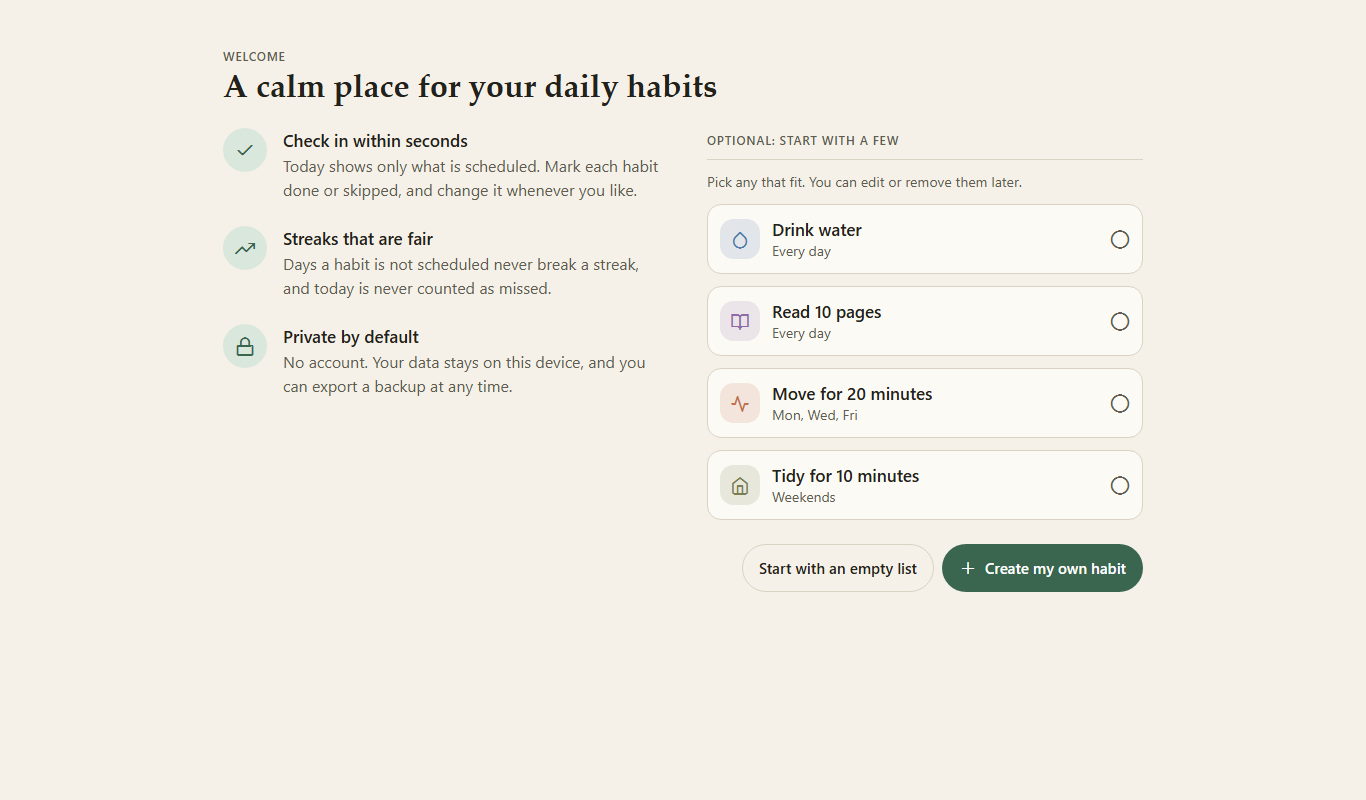 WELCOME
A calm place for your daily habits
Check in within seconds
Today shows only what is scheduled. Mark each habit
done or skipped, and change it whenever you like.
Streaks that are fair
Days a habit is not scheduled never break a streak,
and today is never counted as missed.
Private by default
No account. Your data stays on this device, and you
can export a backup at any time.
OPTIONAL: START WITH A FEW
Pick any that fit. You can edit or remove them later.
Drink water
Every day
Read 10 pages
Every day
Move for 20 minutes
Mon, Wed, Fri
Tidy for 10 minutes
Weekends
Start with an empty list
Create my own habit